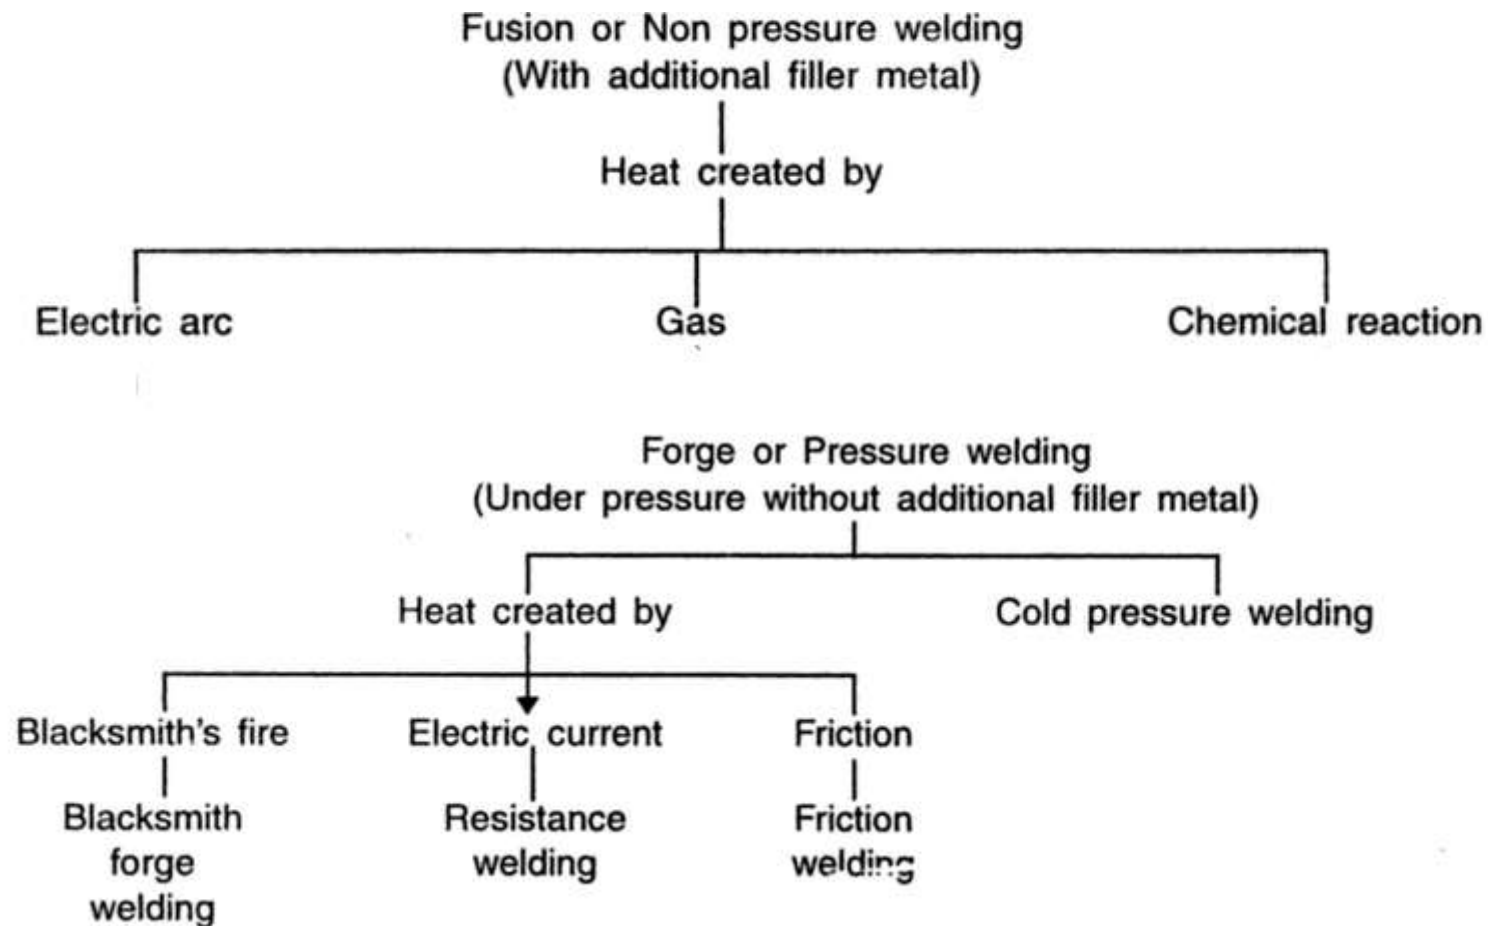 Fusion or Non pressure welding
(With additional filler metal)
Heat created by
Electric arc Gas Chemical reaction
Forge or Pressure welding
(Under pressure without additional filler metal)
Heat created by Cold pressure welding
Blacksmith's fire Electric current Friction
Blacksmith Resistance Friction
forge welding welding
welding